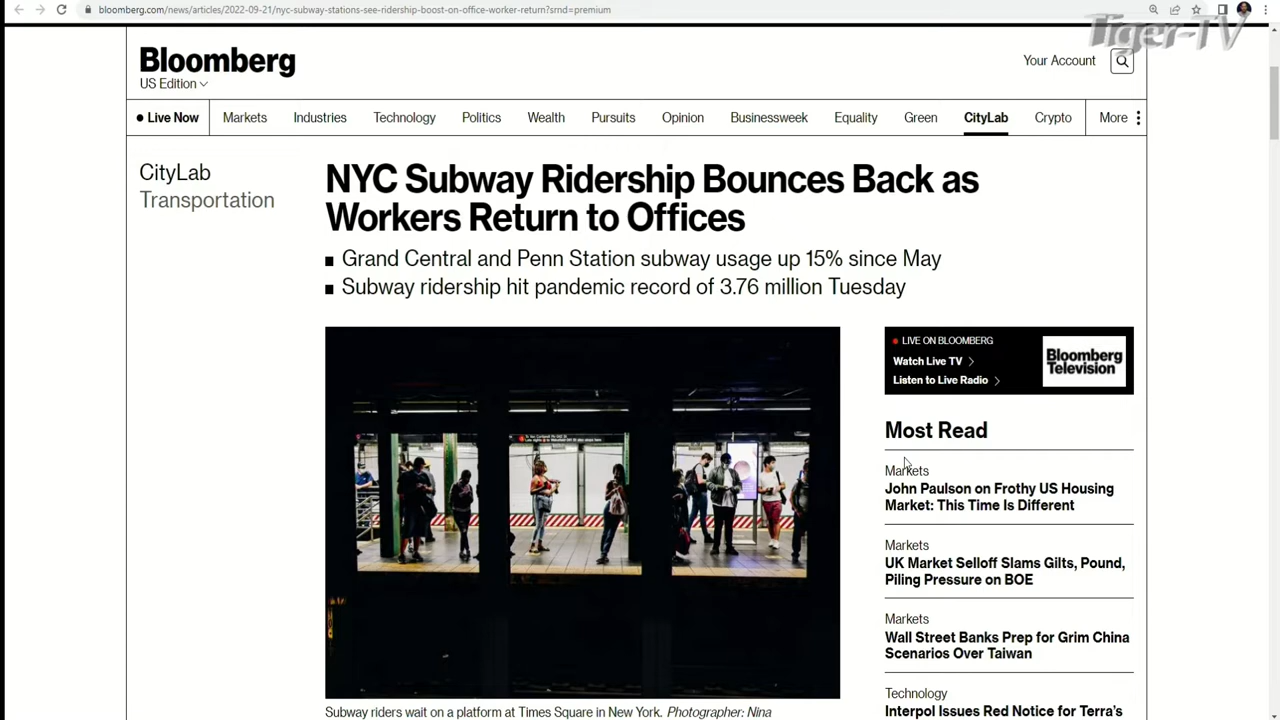 bloomberg.com/news/articles/2022-09-21/nyc-subway-stations-see-ridership-boost-on-office-worker-return?srnd=premium
Tiger-TV
Bloomberg
US Edition
Your Account
Live Now
Markets
Industries
Technology
Politics
Wealth
Pursuits
Opinion
Businessweek
Equality
Green
CityLab
Crypto
More
CityLab
Transportation
NYC Subway Ridership Bounces Back as
Workers Return to Offices
Grand Central and Penn Station subway usage up 15% since May
Subway ridership hit pandemic record of 3.76 million Tuesday
Subway riders wait on a platform at Times Square in New York. Photographer: Nina
LIVE ON BLOOMBERG
Watch Live TV
Listen to Live Radio
Bloomberg
Television
Most Read
Markets
John Paulson on Frothy US Housing
Market: This Time Is Different
Markets
UK Market Selloff Slams Gilts, Pound,
Piling Pressure on BOE
Markets
Wall Street Banks Prep for Grim China
Scenarios Over Taiwan
Technology
Interpol Issues Red Notice for Terra's